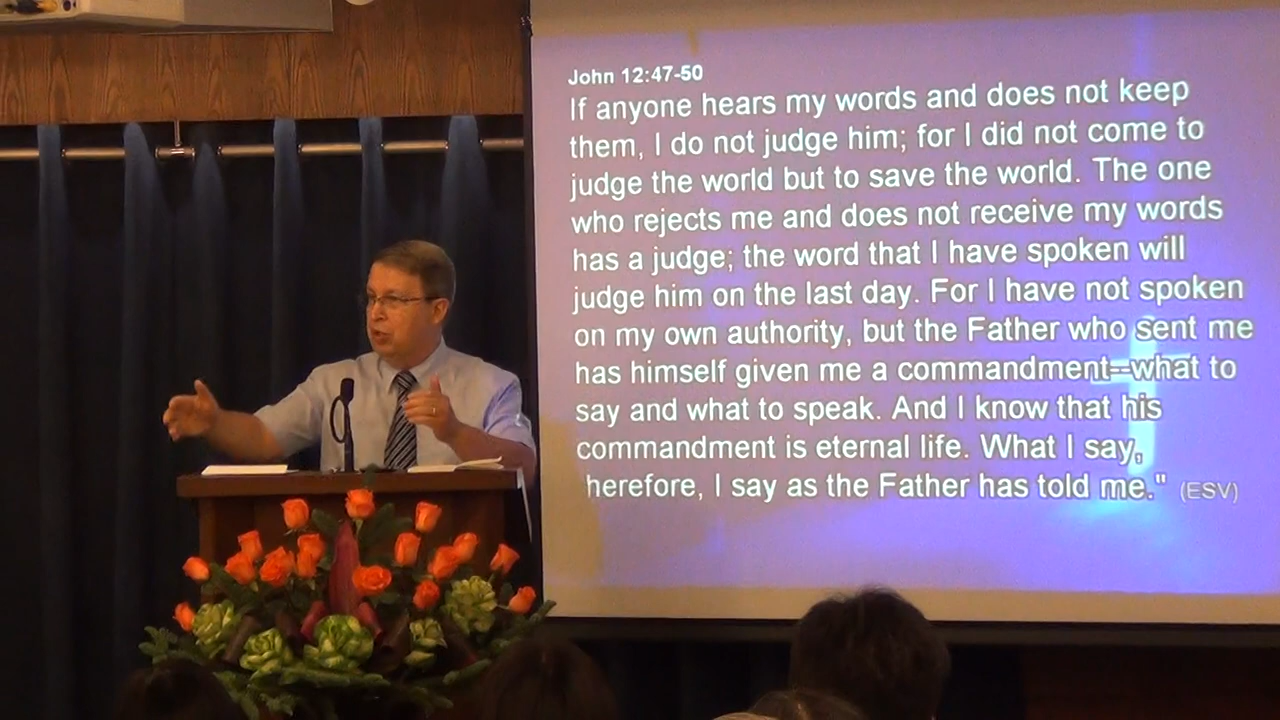 John 12:47-50
If anyone hears my words and does not keep
them, I do not judge him; for I did not come to
judge the world but to save the world. The one
who rejects me and does not receive my words
has a judge; the word that I have spoken will
judge him on the last day. For I have not spoken
on my own authority, but the Father who sent me
has himself given me a commandment--what to
say and what to speak. And I know that his
commandment is eternal life. What I say,
herefore, I say as the Father has told me." (ESV)